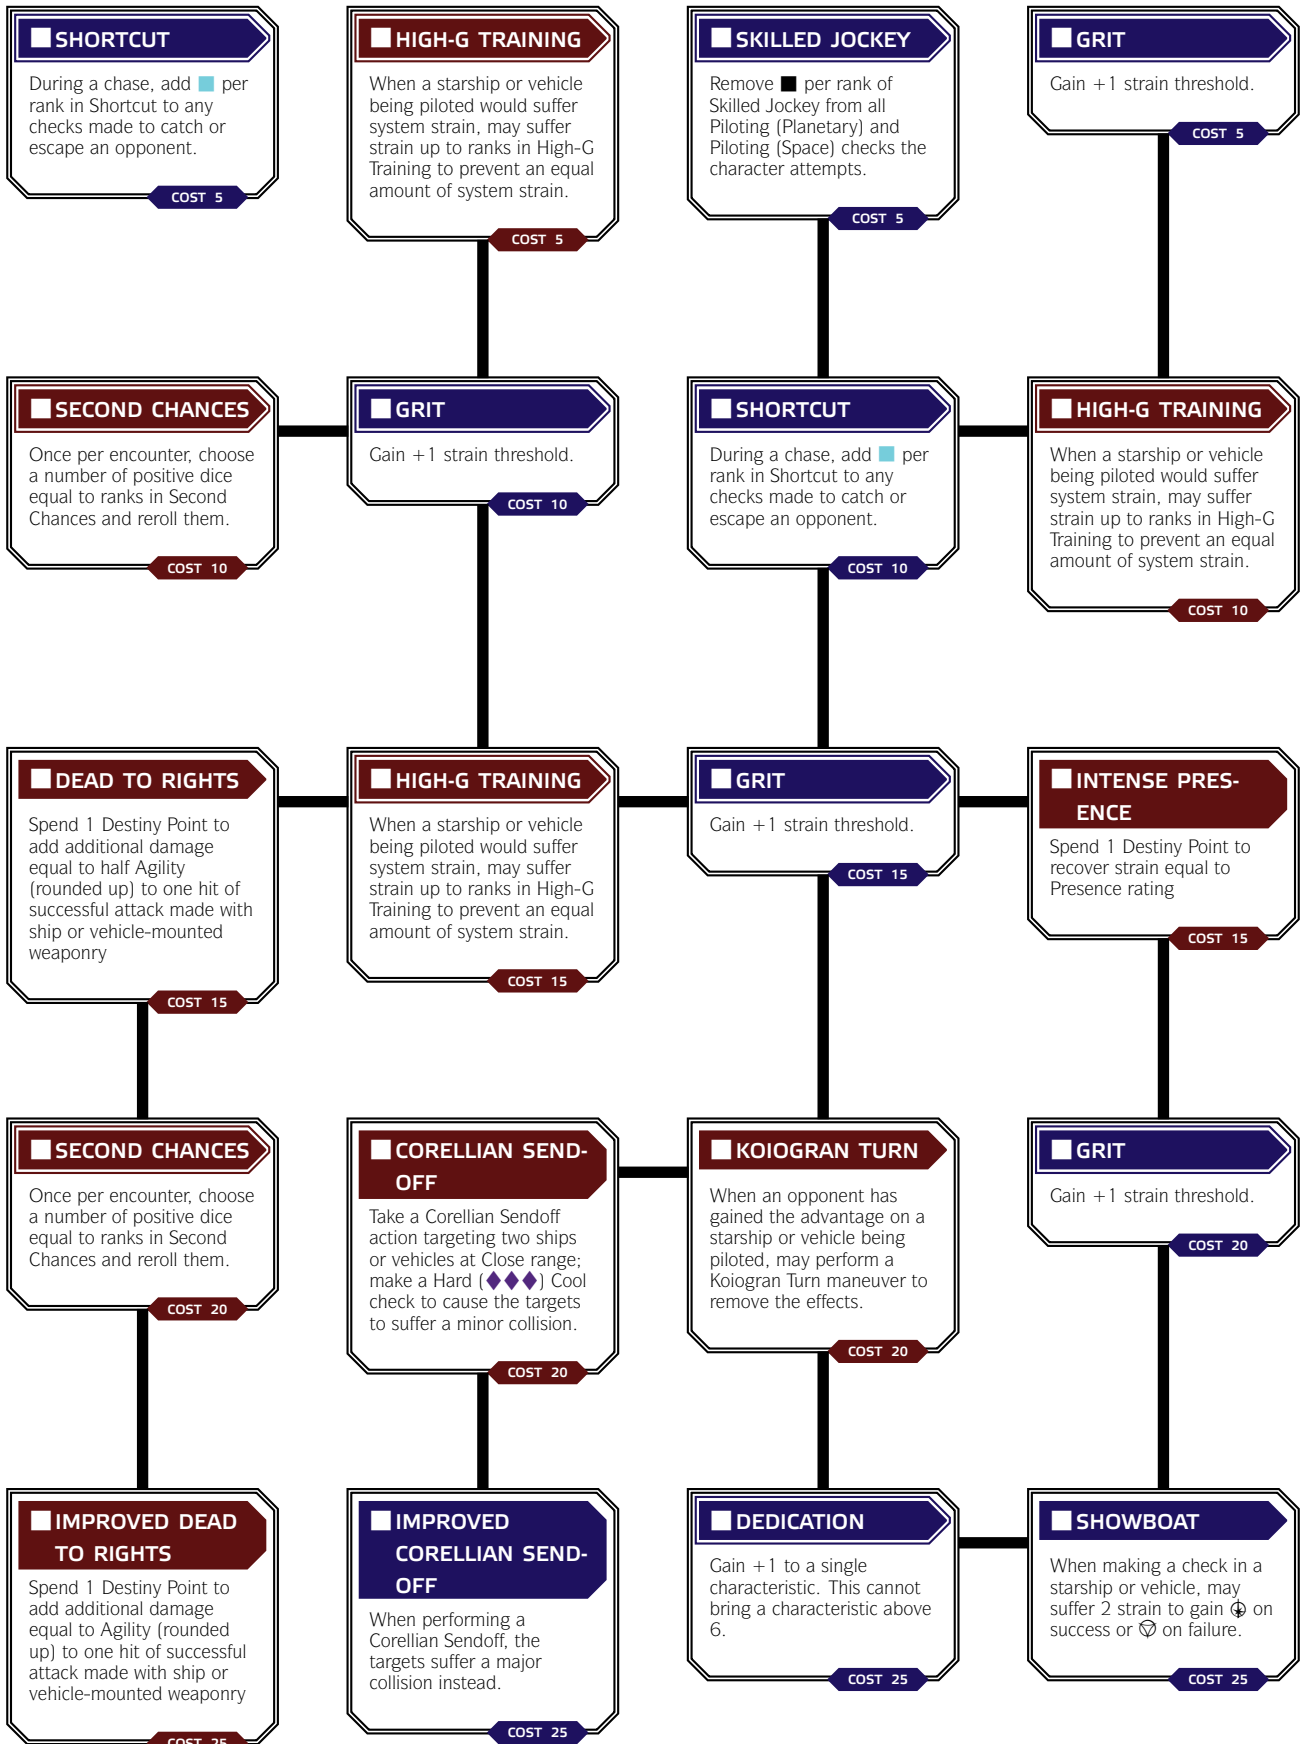 SHORTCUT
During a chase, add per
rank in Shortcut to any
checks made to catch or
escape an opponent.
COST 5
HIGH-G TRAINING
When a starship or vehicle
being piloted would suffer
system strain, may suffer
strain up to ranks in High-G
Training to prevent an equal
amount of system strain.
COST 5
SKILLED JOCKEY
Remove per rank of
Skilled Jockey from all
Piloting (Planetary) and
Piloting (Space) checks the
character attempts.
COST 5
GRIT
Gain +1 strain threshold.
COST 5
SECOND CHANCES
Once per encounter, choose
a number of positive dice
equal to ranks in Second
Chances and reroll them.
COST 10
GRIT
Gain +1 strain threshold.
COST 10
SHORTCUT
During a chase, add per
rank in Shortcut to any
checks made to catch or
escape an opponent.
COST 10
HIGH-G TRAINING
When a starship or vehicle
being piloted would suffer
system strain, may suffer
strain up to ranks in High-G
Training to prevent an equal
amount of system strain.
COST 10
DEAD TO RIGHTS
Spend 1 Destiny Point to
add additional damage
equal to half Agility
(rounded up) to one hit of
successful attack made with
ship or vehicle-mounted
weaponry
COST 15
HIGH-G TRAINING
When a starship or vehicle
being piloted would suffer
system strain, may suffer
strain up to ranks in High-G
Training to prevent an equal
amount of system strain.
COST 15
GRIT
Gain +1 strain threshold.
COST 15
INTENSE PRES-
ENCE
Spend 1 Destiny Point to
recover strain equal to
Presence rating
COST 15
SECOND CHANCES
Once per encounter, choose
a number of positive dice
equal to ranks in Second
Chances and reroll them.
COST 20
CORELLIAN SEND-
OFF
Take a Corellian Sendoff
action targeting two ships
or vehicles at Close range;
make a Hard (♦♦♦) Cool
check to cause the targets
to suffer a minor collision.
COST 20
KOIOGRAN TURN
When an opponent has
gained the advantage on a
starship or vehicle being
piloted, may perform a
Koiogran Turn maneuver to
remove the effects.
COST 20
GRIT
Gain +1 strain threshold.
COST 20
IMPROVED DEAD
TO RIGHTS
Spend 1 Destiny Point to
add additional damage
equal to Agility (rounded
up) to one hit of successful
attack made with ship or
vehicle-mounted weaponry
COST 25
IMPROVED
CORELLIAN SEND-
OFF
When performing a
Corellian Sendoff, the
targets suffer a major
collision instead.
COST 25
DEDICATION
Gain +1 to a single
characteristic. This cannot
bring a characteristic above
6.
COST 25
SHOWBOAT
When making a check in a
starship or vehicle, may
suffer 2 strain to gain on
success or on failure.
COST 25